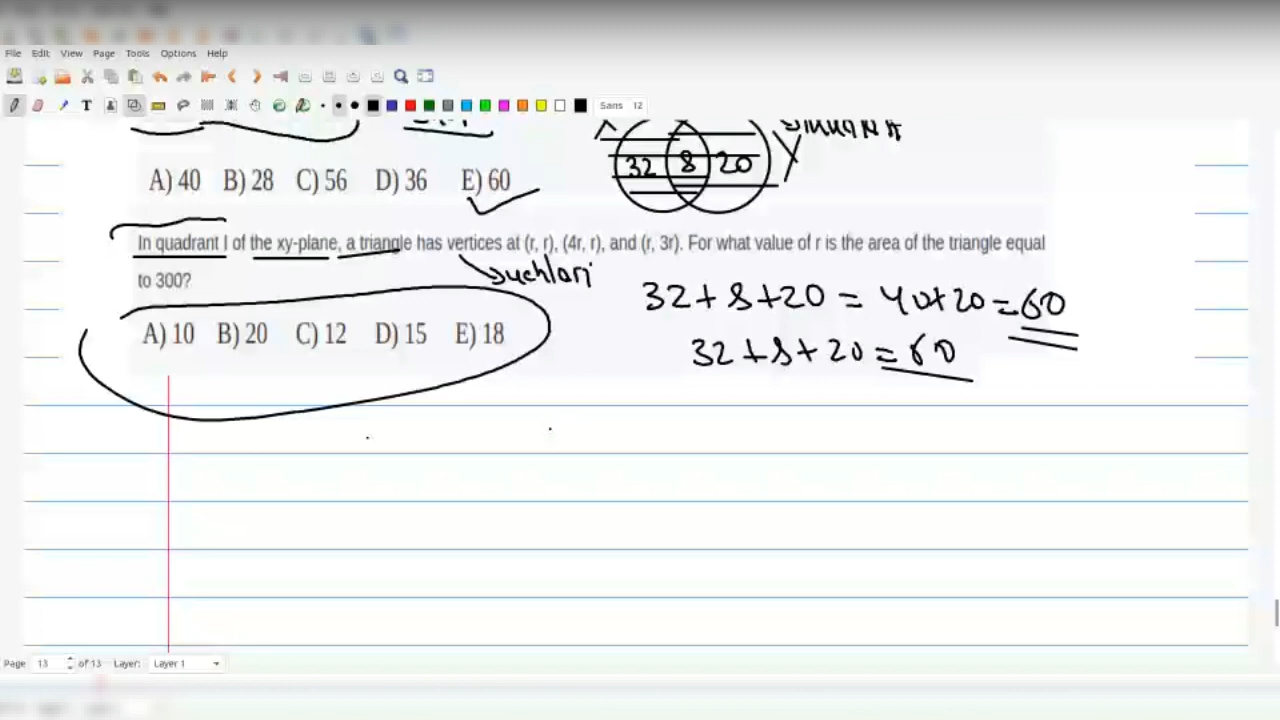 File Edit View Page Tools Options Help
T Sans 12
32 8 20
X Y
A) 40 B) 28 C) 56 D) 36 E) 60
In quadrant I of the xy-plane, a triangle has vertices at (r, r), (4r, r), and (r, 3r). For what value of r is the area of the triangle equal
to 300?
uchlari
A) 10 B) 20 C) 12 D) 15 E) 18
32+8+20 = 40+20 = 60
32+8+20 = 60
Page 13 of 13 Layer: Layer 1